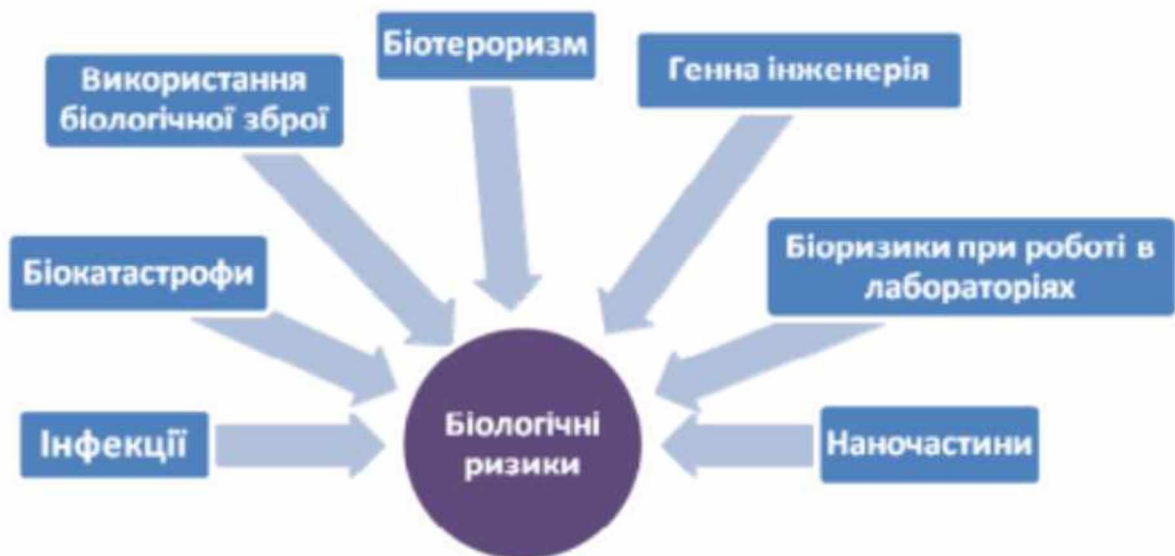 Біотероризм
Генна інженерія
Використання
біологічної зброї
Біоризики при роботі в
лабораторіях
Біокатастрофи
Інфекції
Біологічні
ризики
Наночастини